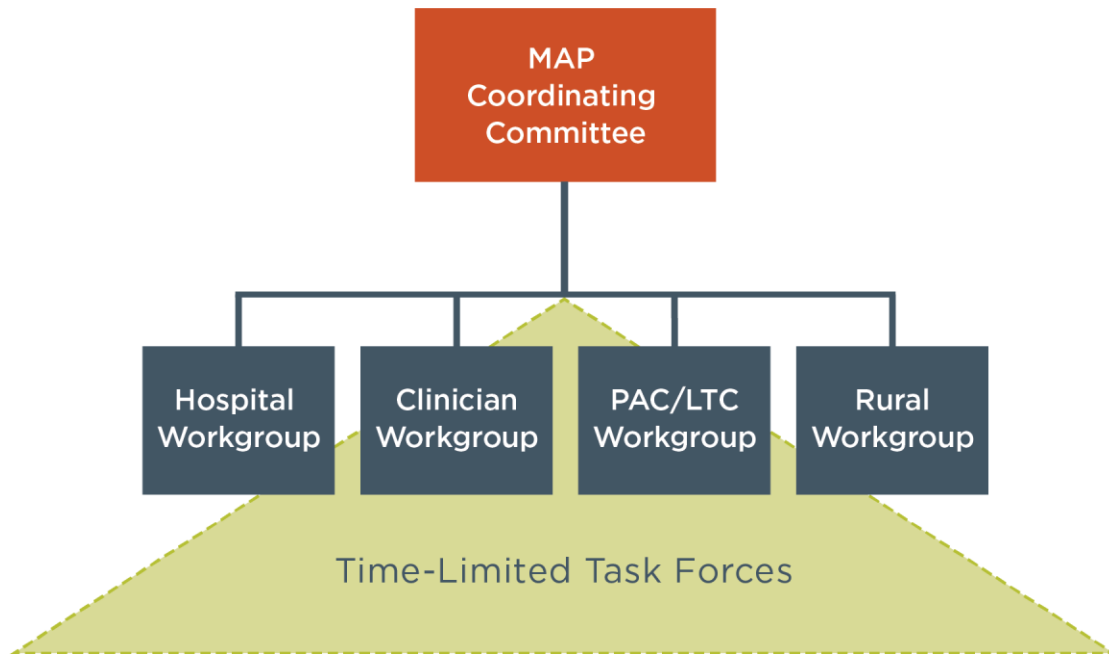 MAP
Coordinating
Committee
Hospital
Workgroup
Clinician
Workgroup
PAC/LTC
Workgroup
Rural
Workgroup
Time-Limited Task Forces